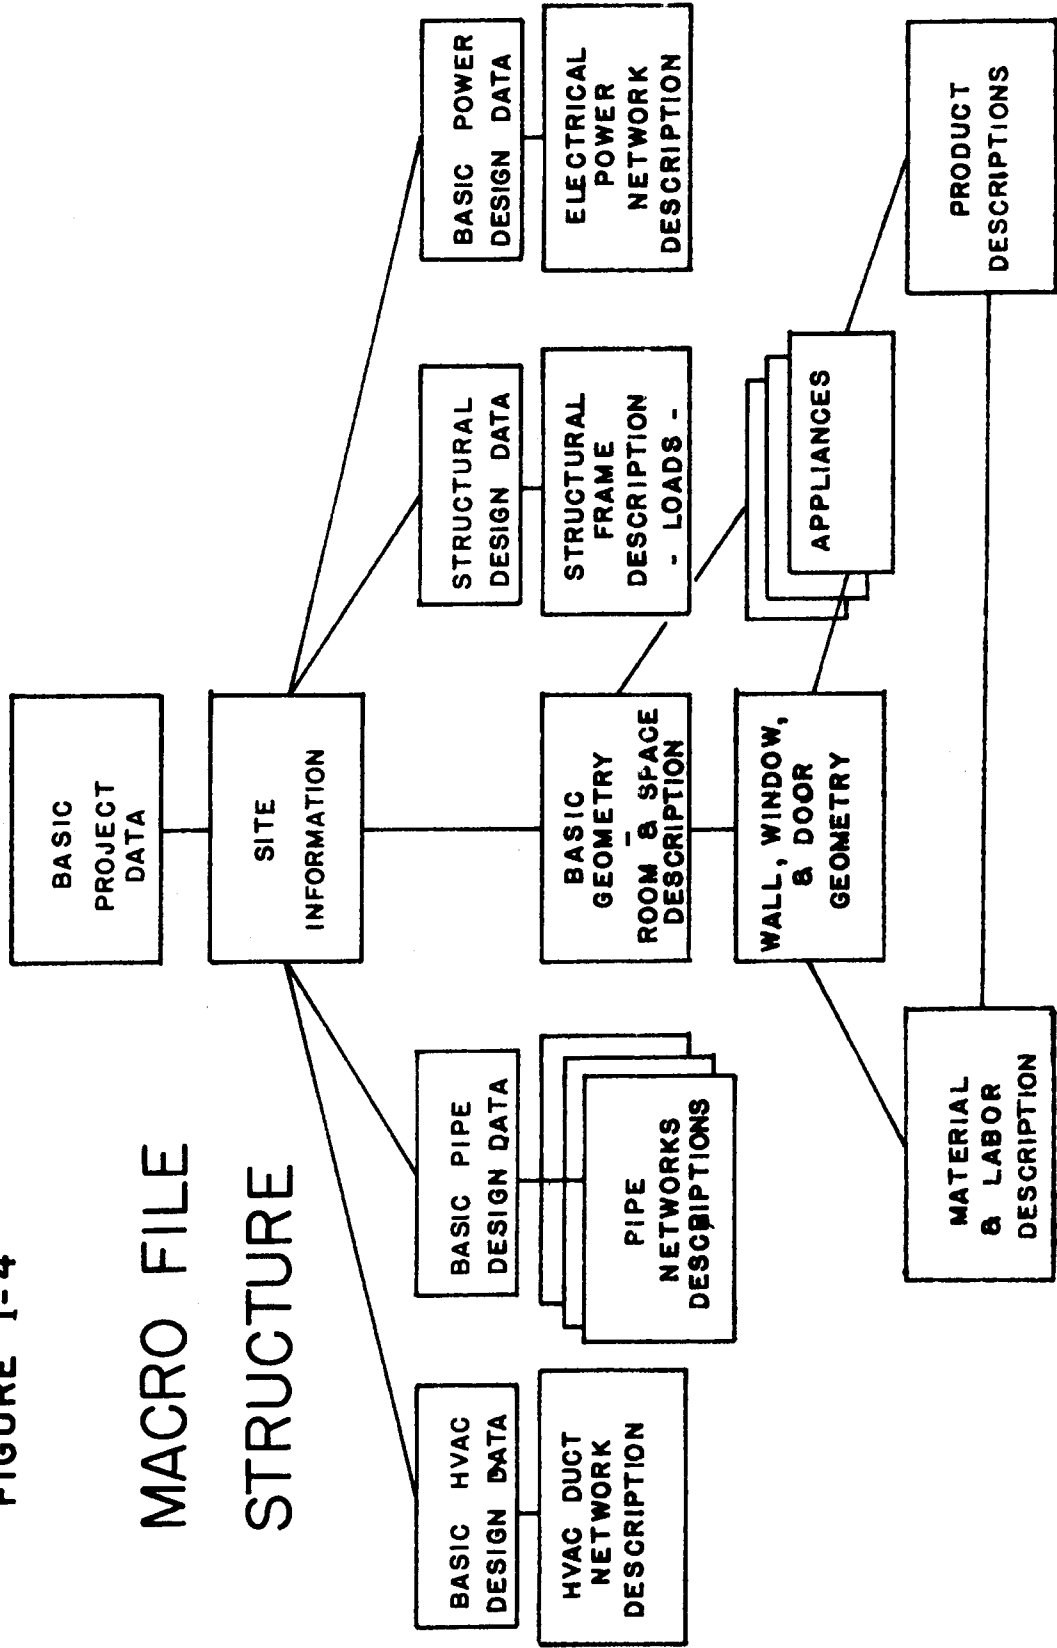 FIGURE 1-4
MACRO FILE
STRUCTURE
BASIC
PROJECT
DATA
SITE
INFORMATION
BASIC HVAC
DESIGN DATA
HVAC DUCT
NETWORK
DESCRIPTION
BASIC PIPE
DESIGN DATA
PIPE
NETWORKS
DESCRIPTIONS
BASIC
GEOMETRY
-
ROOM & SPACE
DESCRIPTION
STRUCTURAL
DESIGN DATA
STRUCTURAL
FRAME
DESCRIPTION
- LOADS -
BASIC POWER
DESIGN DATA
ELECTRICAL
POWER
NETWORK
DESCRIPTION
WALL, WINDOW,
& DOOR
GEOMETRY
APPLIANCES
MATERIAL
& LABOR
DESCRIPTION
PRODUCT
DESCRIPTIONS